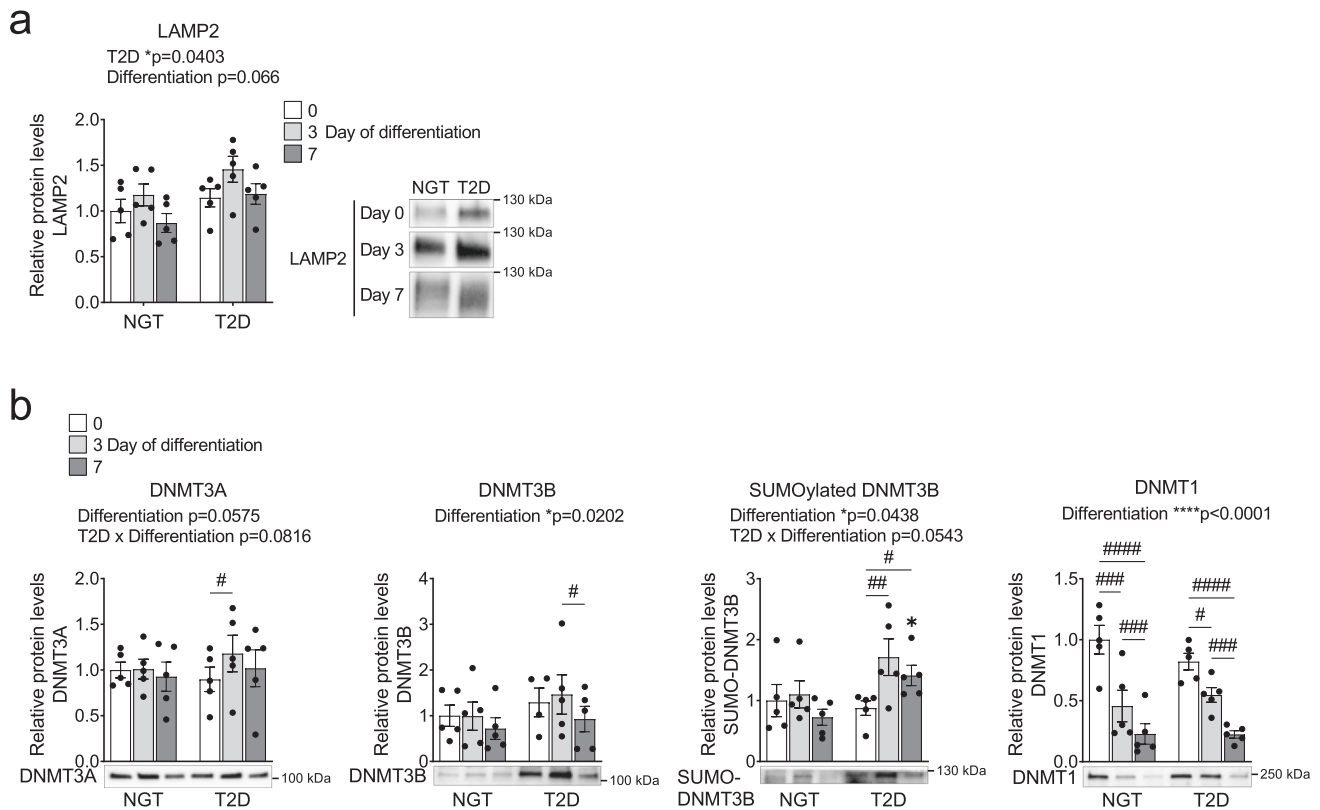 a
LAMP2
T2D *p=0.0403
Differentiation p=0.066
0
3 Day of differentiation
7
Relative protein levels
LAMP2
2.0
1.5
1.0
0.5
0.0
NGT T2D
NGT T2D
LAMP2
Day 0
130 kDa
Day 3
130 kDa
Day 7
130 kDa
b
0
3 Day of differentiation
7
DNMT3A
Differentiation p=0.0575
T2D x Differentiation p=0.0816
Relative protein levels
DNMT3A
2.0
1.5
1.0
0.5
0.0
#
DNMT3A
100 kDa
NGT T2D
DNMT3B
Differentiation *p=0.0202
Relative protein levels
DNMT3B
4
3
2
1
0
#
DNMT3B
100 kDa
NGT T2D
SUMOylated DNMT3B
Differentiation *p=0.0438
T2D x Differentiation p=0.0543
Relative protein levels
SUMO-DNMT3B
3
2
1
0
#
##
*
SUMO-
DNMT3B
130 kDa
NGT T2D
DNMT1
Differentiation ****p<0.0001
Relative protein levels
DNMT1
1.5
1.0
0.5
0.0
####
###
###
####
#
###
DNMT1
250 kDa
NGT T2D